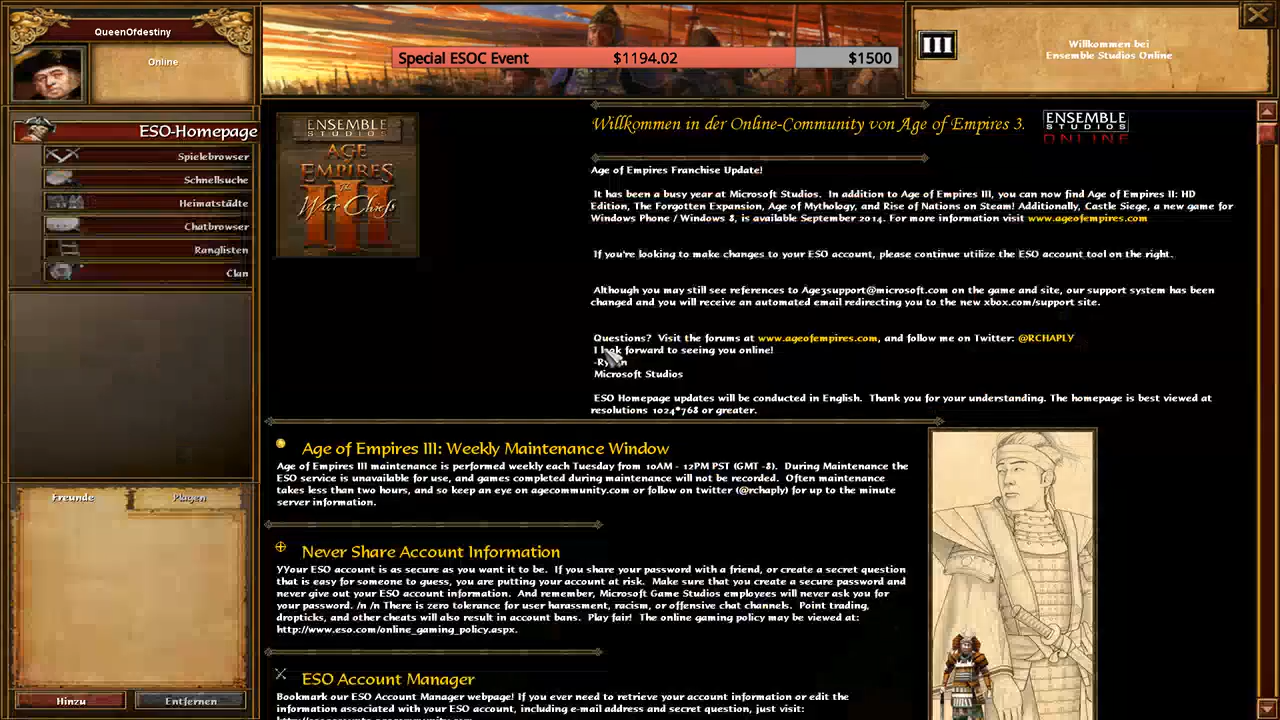 QueenOfdestiny
Online
Special ESOC Event $1194.02 $1500
III
Willkommen bei
Ensemble Studios Online
ESO-Homepage
Spielebrowser
Schnellsuche
Heimatstädte
Chatbrowser
Ranglisten
Clan
Freunde
Plagen
Hinzu
Entfernen
ENSEMBLE
STUDIOS
AGE
OF
EMPIRES
III
The
WarChiefs
Willkommen in der Online-Community von Age of Empires 3.
ENSEMBLE
STUDIOS
ONLINE
Age of Empires Franchise Update!
It has been a busy year at Microsoft Studios. In addition to Age of Empires III, you can now find Age of Empires II: HD
Edition, The Forgotten Expansion, Age of Mythology, and Rise of Nations on Steam! Additionally, Castle Siege, a new game for
Windows Phone / Windows 8, is available September 2014. For more information visit www.ageofempires.com
If you're looking to make changes to your ESO account, please continue utilize the ESO account tool on the right.
Although you may still see references to Age3support@microsoft.com on the game and site, our support system has been
changed and you will receive an automated email redirecting you to the new xbox.com/support site.
Questions? Visit the forums at www.ageofempires.com, and follow me on Twitter: @RCHAPLY
I look forward to seeing you online!
-Ryan
Microsoft Studios
ESO Homepage updates will be conducted in English. Thank you for your understanding. The homepage is best viewed at
resolutions 1024*768 or greater.
Age of Empires III: Weekly Maintenance Window
Age of Empires III maintenance is performed weekly each Tuesday from 10AM - 12PM PST (GMT -8). During Maintenance the
ESO service is unavailable for use, and games completed during maintenance will not be recorded. Often maintenance
takes less than two hours, and so keep an eye on agecommunity.com or follow on twitter (@rchaply) for up to the minute
server information.
Never Share Account Information
YYour ESO account is as secure as you want it to be. If you share your password with a friend, or create a secret question
that is easy for someone to guess, you are putting your account at risk. Make sure that you create a secure password and
never give out your ESO account information. And remember, Microsoft Game Studios employees will never ask you for
your password. /n /n There is zero tolerance for user harassment, racism, or offensive chat channels. Point trading,
dropticks, and other cheats will also result in account bans. Play fair! The online gaming policy may be viewed at:
http://www.eso.com/online_gaming_policy.aspx.
ESO Account Manager
Bookmark our ESO Account Manager webpage! If you ever need to retrieve your account information or edit the
information associated with your ESO account, including e-mail address and secret question, just visit: